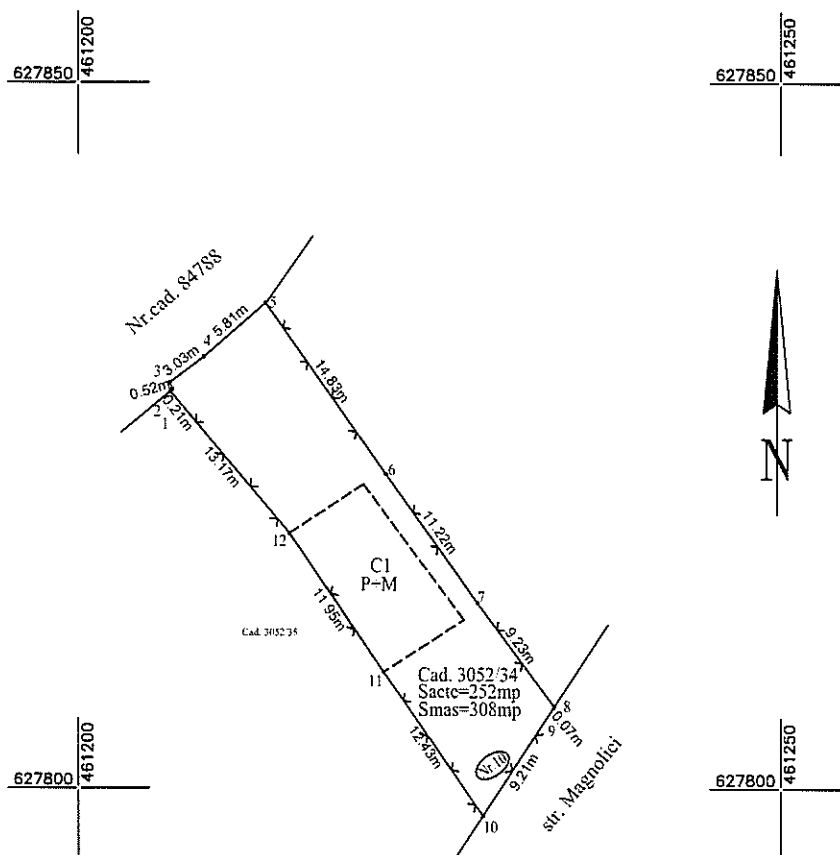 461200
627850
461250
627850
Nr.cad. 84788
5
5.81m
4
3.03m
3
0.52m
2
1
0.21m
14.83m
13.17m
6
12
11.22m
C1
P+M
11.95m
7
Cad. 3052/35
9.23m
11
Cad. 3052/34
Sacte=252mp
Smas=308mp
8
0.07m
9
12.43m
Nr.10
9.21m
str. Magnolici
10
461200
627800
461250
627800
N